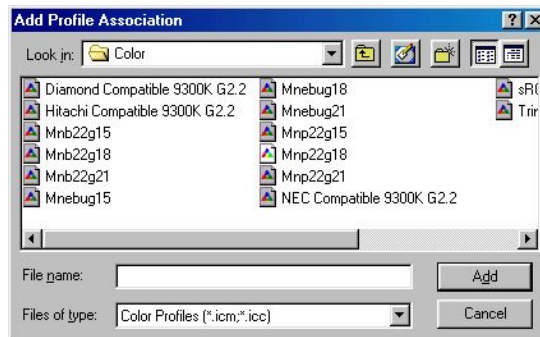 Add Profile Association
Look in: Color
Diamond Compatible 9300K G2.2
Hitachi Compatible 9300K G2.2
Mnb22g15
Mnb22g18
Mnb22g21
Mnebug15
Mnebug18
Mnebug21
Mnp22g15
Mnp22g18
Mnp22g21
NEC Compatible 9300K G2.2
File name:
Add
Files of type: Color Profiles (*.icm;*.icc)
Cancel